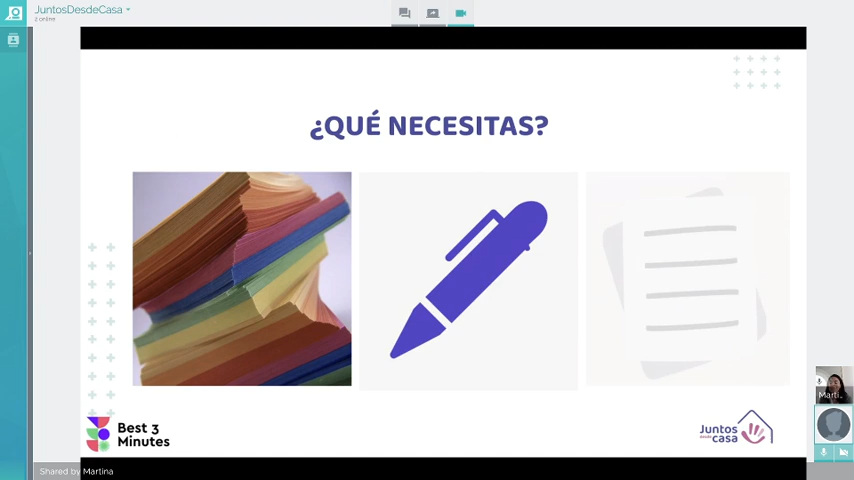 JuntosDesdeCasa
2 online
¿QUÉ NECESITAS?
Best 3
Minutes
Juntos
desde
casa
Shared by Martina
Marti...